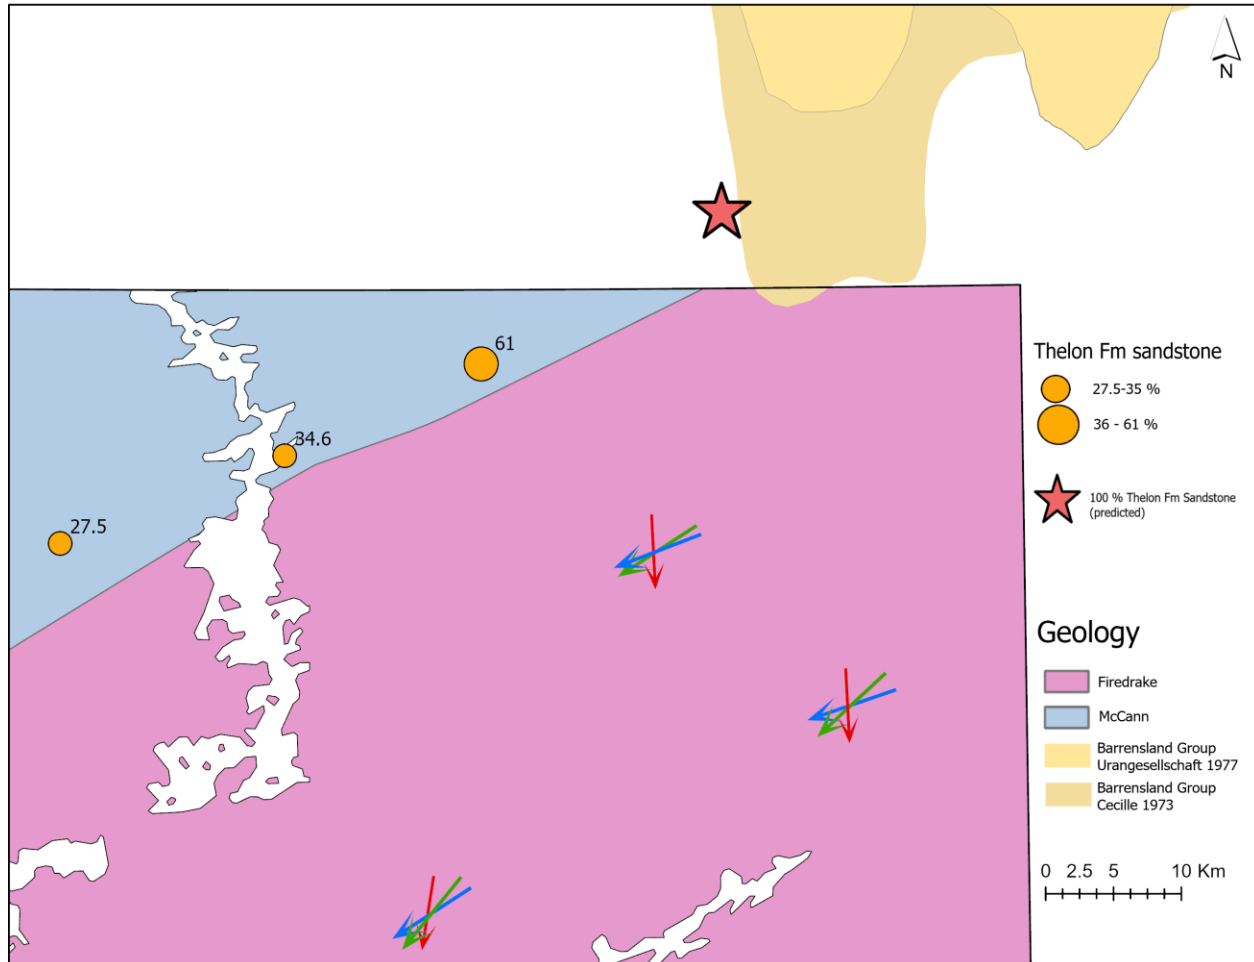 N
61
34.6
27.5
Thelon Fm sandstone
27.5-35 %
36 - 61 %
100 % Thelon Fm Sandstone
(predicted)
Geology
Firedrake
McCann
Barrensland Group
Urangesellschaft 1977
Barrensland Group
Cecille 1973
0 2.5 5 10 Km